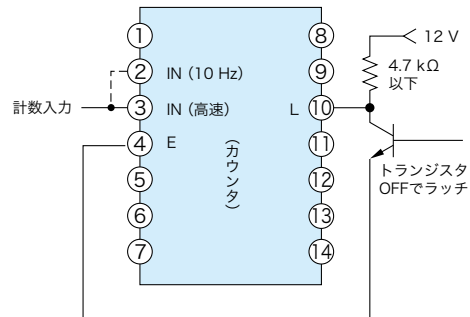 ①
② IN (10 Hz)
計数入力
③ IN (高速)
④ E
⑤
⑥
⑦
(カウンタ)
⑧
⑨
L ⑩
⑪
⑫
⑬
⑭
12 V
4.7 kΩ
以下
トランジスタ
OFFでラッチ